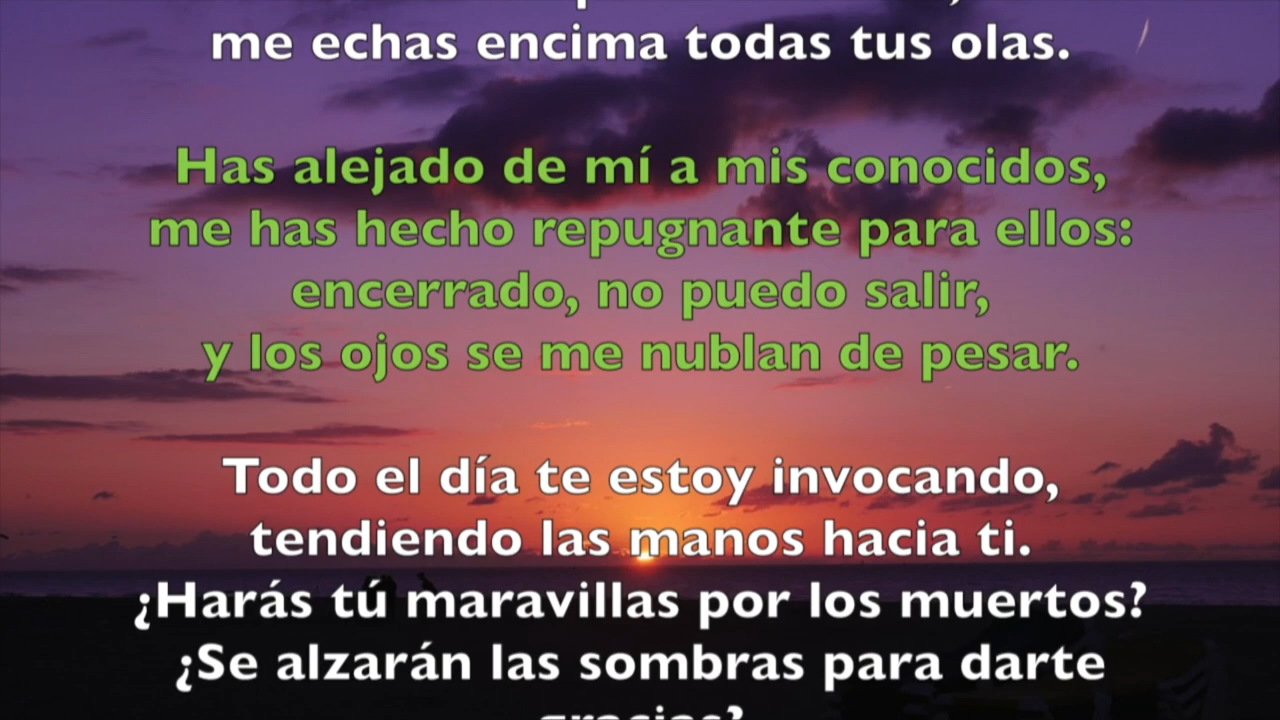 me echas encima todas tus olas.
Has alejado de mí a mis conocidos,
me has hecho repugnante para ellos:
encerrado, no puedo salir,
y los ojos se me nublan de pesar.
Todo el día te estoy invocando,
tendiendo las manos hacia ti.
¿Harás tú maravillas por los muertos?
¿Se alzarán las sombras para darte